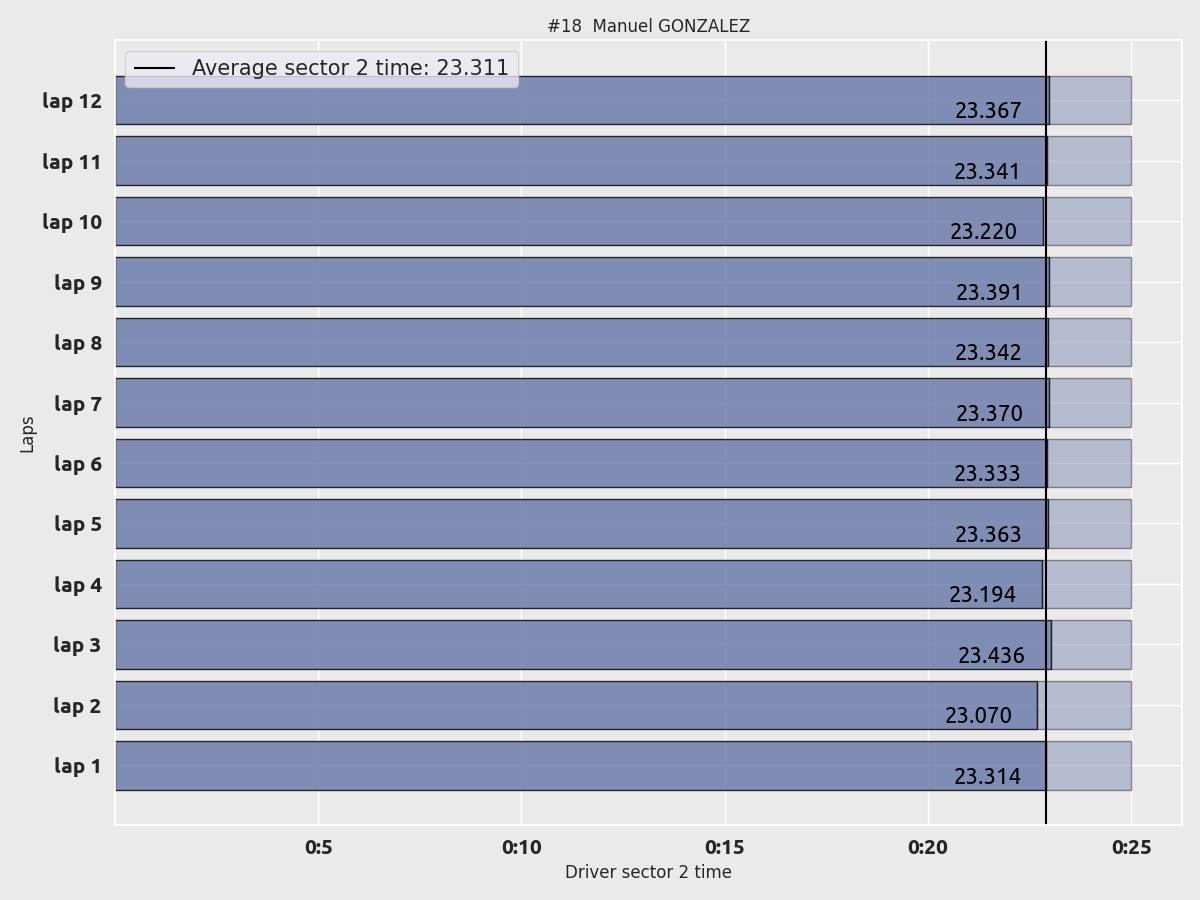 #18 Manuel GONZALEZ
Average sector 2 time: 23.311
lap 12 23.367
lap 11 23.341
lap 10 23.220
lap 9 23.391
lap 8 23.342
lap 7 23.370
lap 6 23.333
lap 5 23.363
lap 4 23.194
lap 3 23.436
lap 2 23.070
lap 1 23.314
Laps
0:5 0:10 0:15 0:20 0:25
Driver sector 2 time